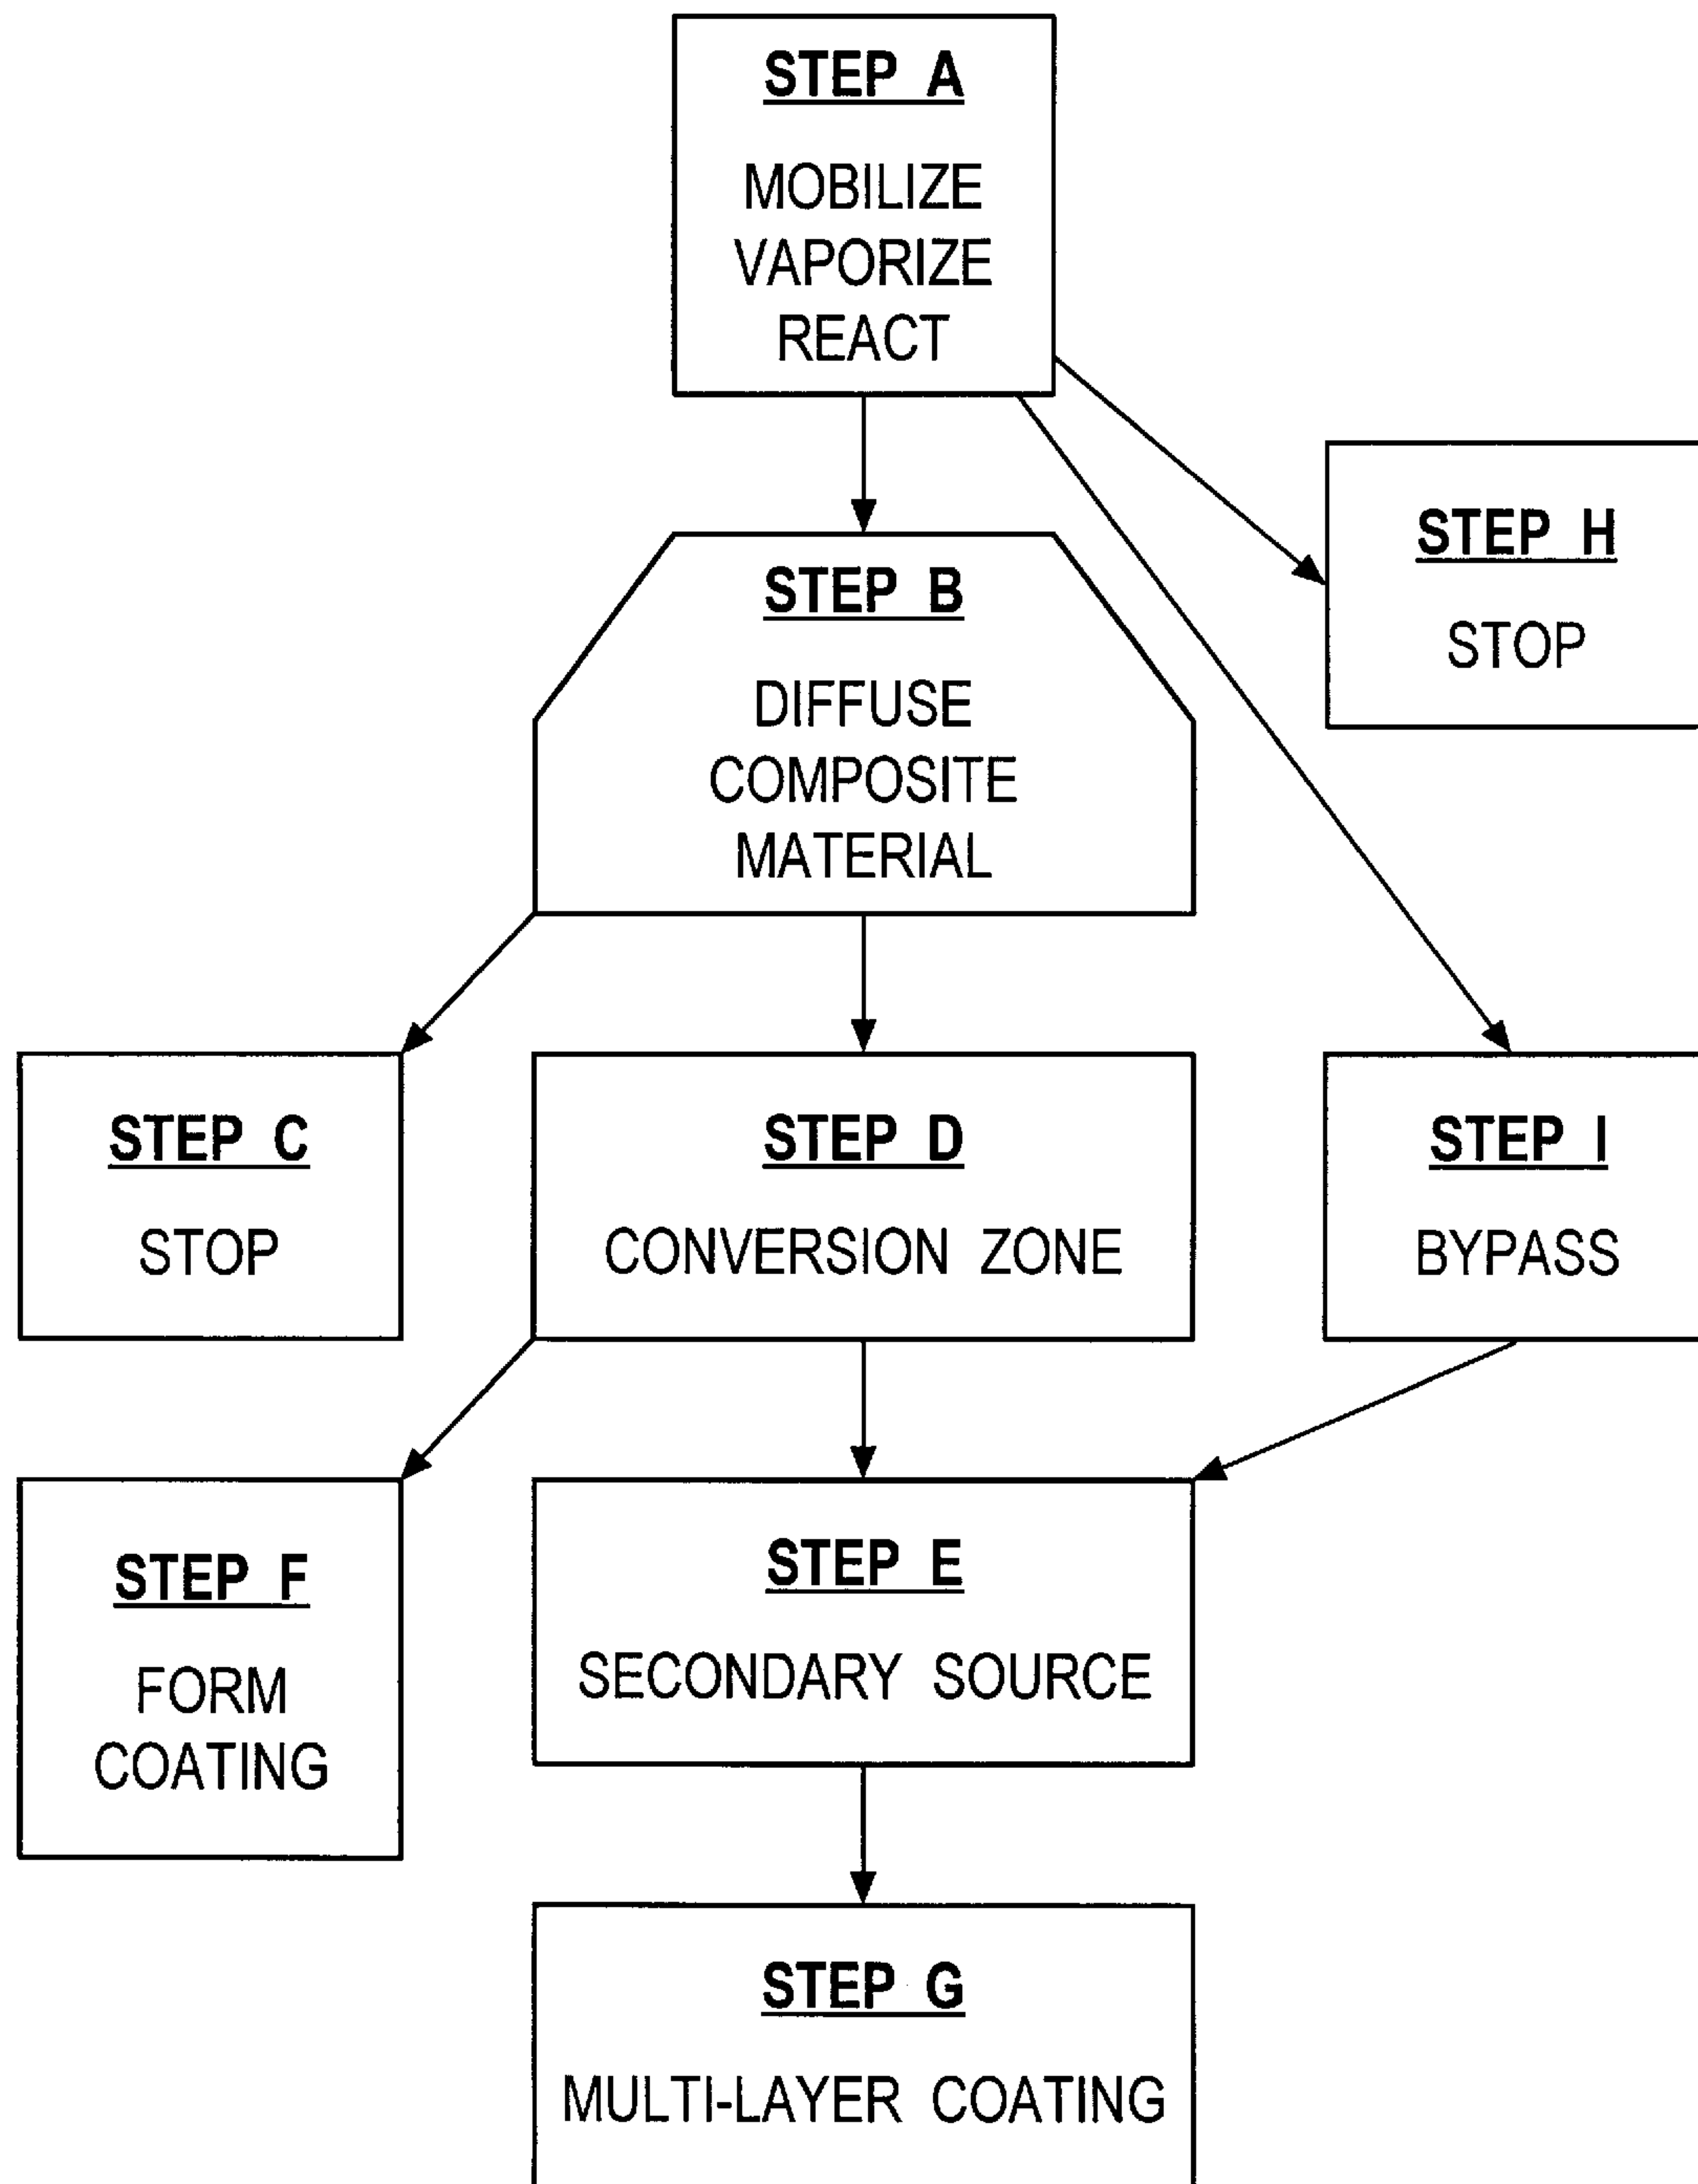 STEP A
MOBILIZE
VAPORIZE
REACT
STEP H
STOP
STEP B
DIFFUSE
COMPOSITE
MATERIAL
STEP C
STOP
STEP D
CONVERSION ZONE
STEP I
BYPASS
STEP F
FORM
COATING
STEP E
SECONDARY SOURCE
STEP G
MULTI-LAYER COATING